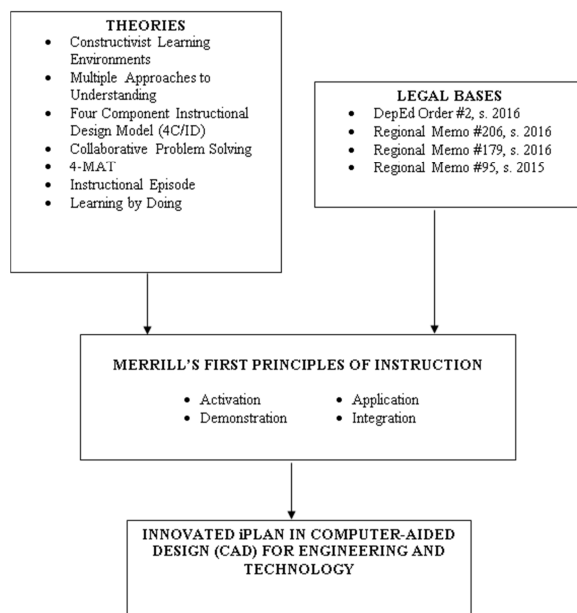 THEORIES
• Constructivist Learning
Environments
• Multiple Approaches to
Understanding
• Four Component Instructional
Design Model (4C/ID)
• Collaborative Problem Solving
• 4-MAT
• Instructional Episode
• Learning by Doing
LEGAL BASES
• DepEd Order #2, s. 2016
• Regional Memo #206, s. 2016
• Regional Memo #179, s. 2016
• Regional Memo #95, s. 2015
MERRILL'S FIRST PRINCIPLES OF INSTRUCTION
• Activation
• Demonstration
• Application
• Integration
INNOVATED iPLAN IN COMPUTER-AIDED
DESIGN (CAD) FOR ENGINEERING AND
TECHNOLOGY